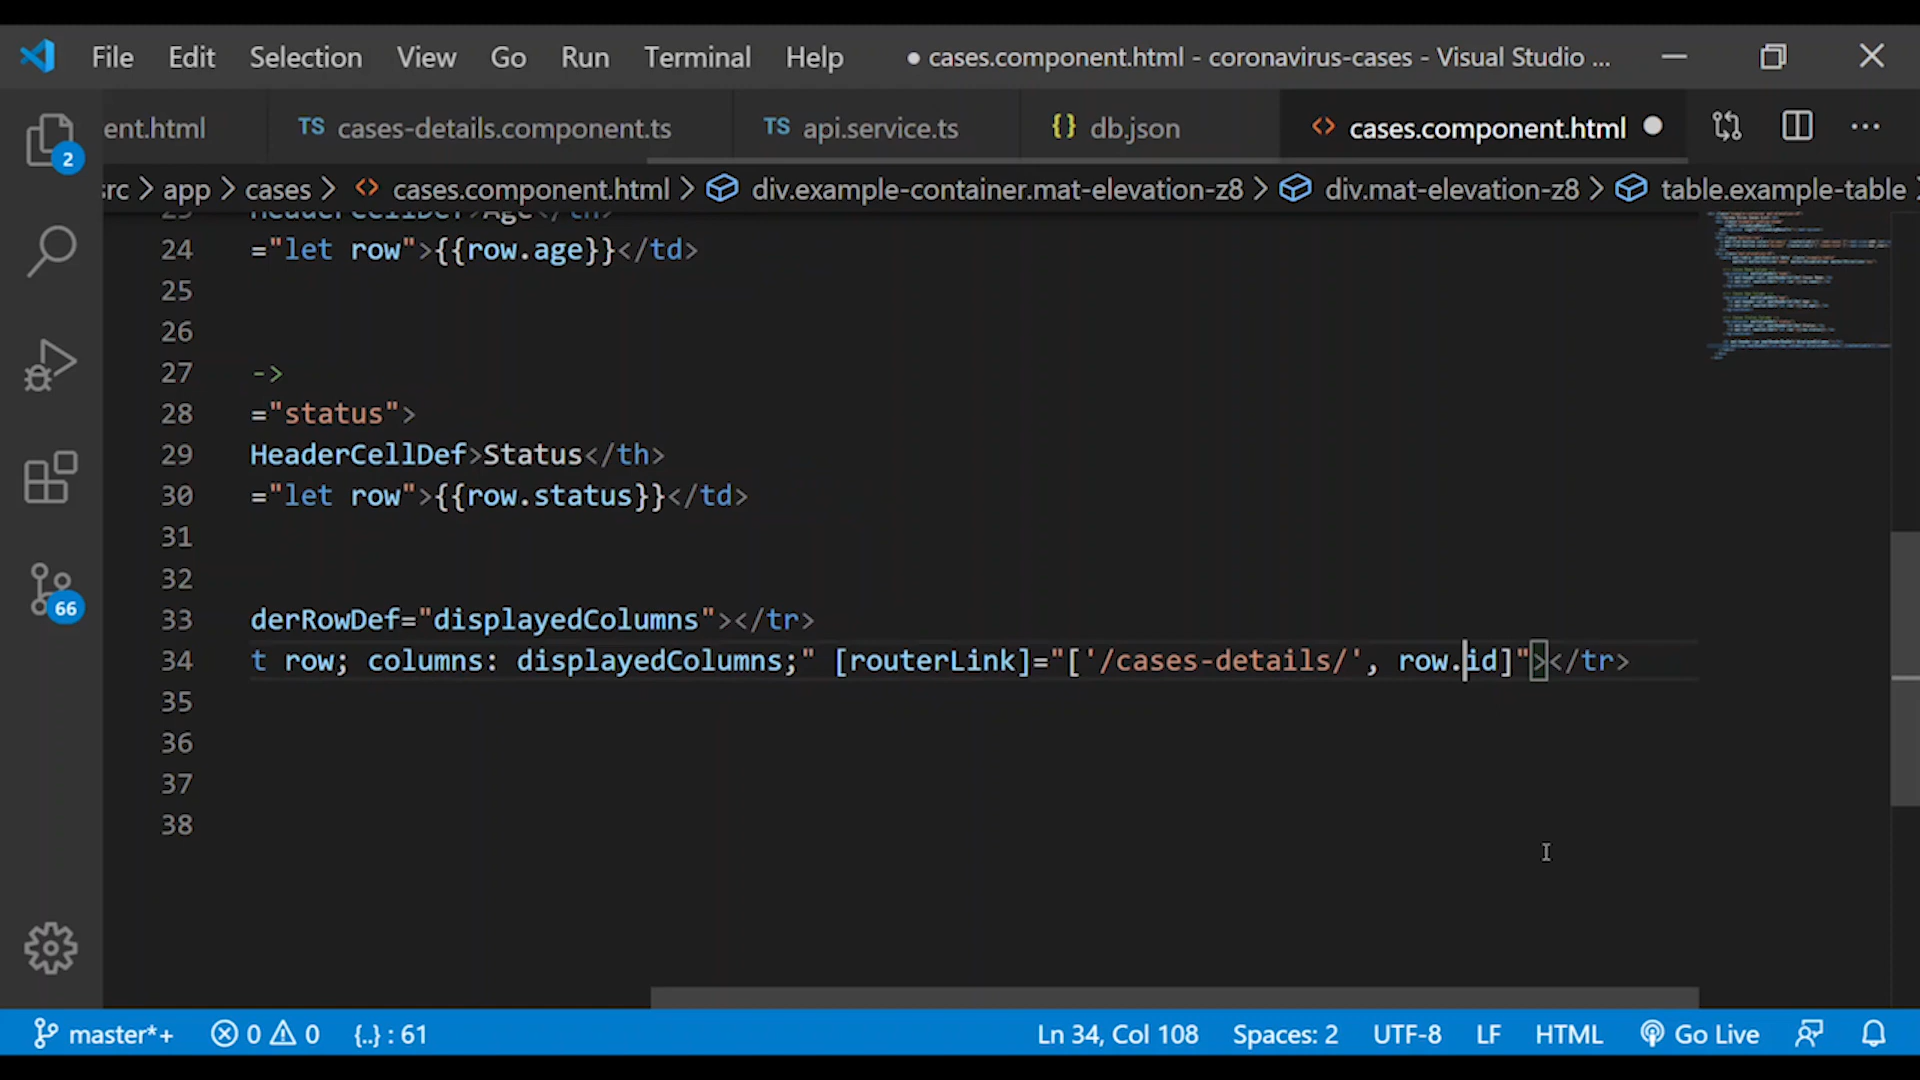 File Edit Selection View Go Run Terminal Help ● cases.component.html - coronavirus-cases - Visual Studio ...
ent.html TS cases-details.component.ts TS api.service.ts {} db.json <> cases.component.html ●
src > app > cases > <> cases.component.html > div.example-container.mat-elevation-z8 > div.mat-elevation-z8 > table.example-table
23 HeaderCellDef>Age</th>
24 ="let row">{{row.age}}</td>
25
26
27 ->
28 ="status">
29 HeaderCellDef>Status</th>
30 ="let row">{{row.status}}</td>
31
32
33 derRowDef="displayedColumns"></tr>
34 t row; columns: displayedColumns;" [routerLink]="['/cases-details/', row.id]"></tr>
35
36
37
38
2
66
master*+ 0 0 {..} : 61 Ln 34, Col 108 Spaces: 2 UTF-8 LF HTML Go Live